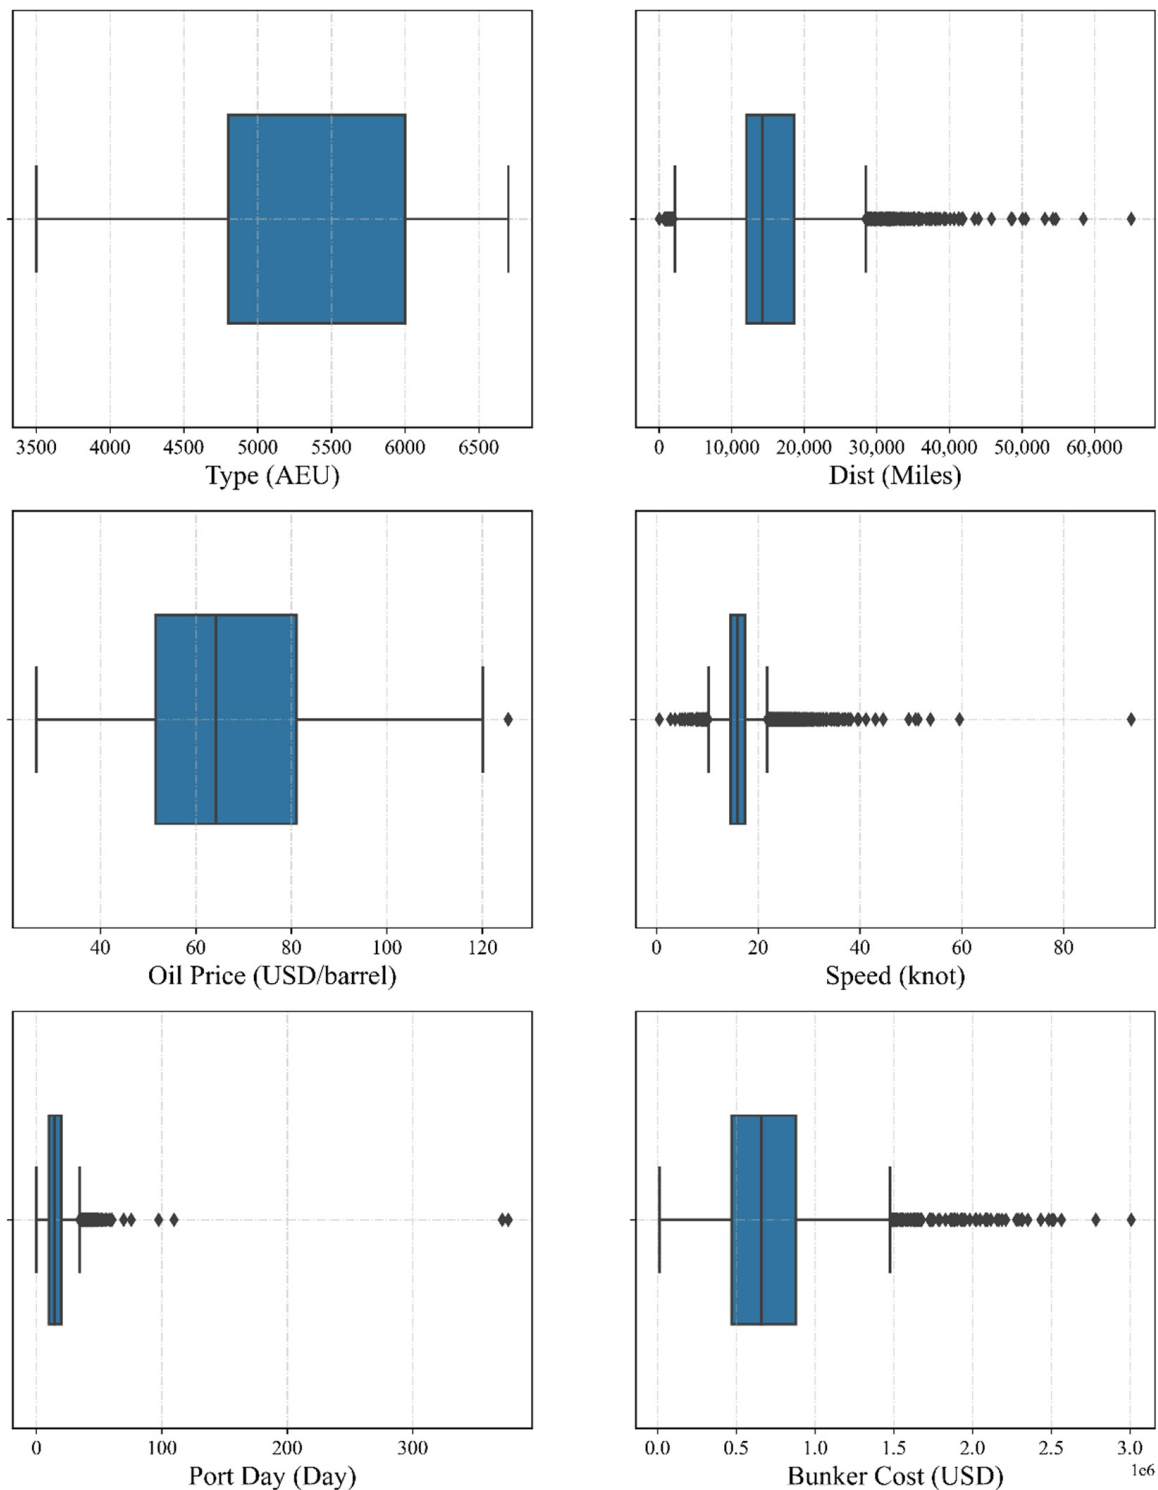 3500 4000 4500 5000 5500 6000 6500
Type (AEU)
0 10,000 20,000 30,000 40,000 50,000 60,000
Dist (Miles)
40 60 80 100 120
Oil Price (USD/barrel)
0 20 40 60 80
Speed (knot)
0 100 200 300
Port Day (Day)
0.0 0.5 1.0 1.5 2.0 2.5 3.0
1e6
Bunker Cost (USD)